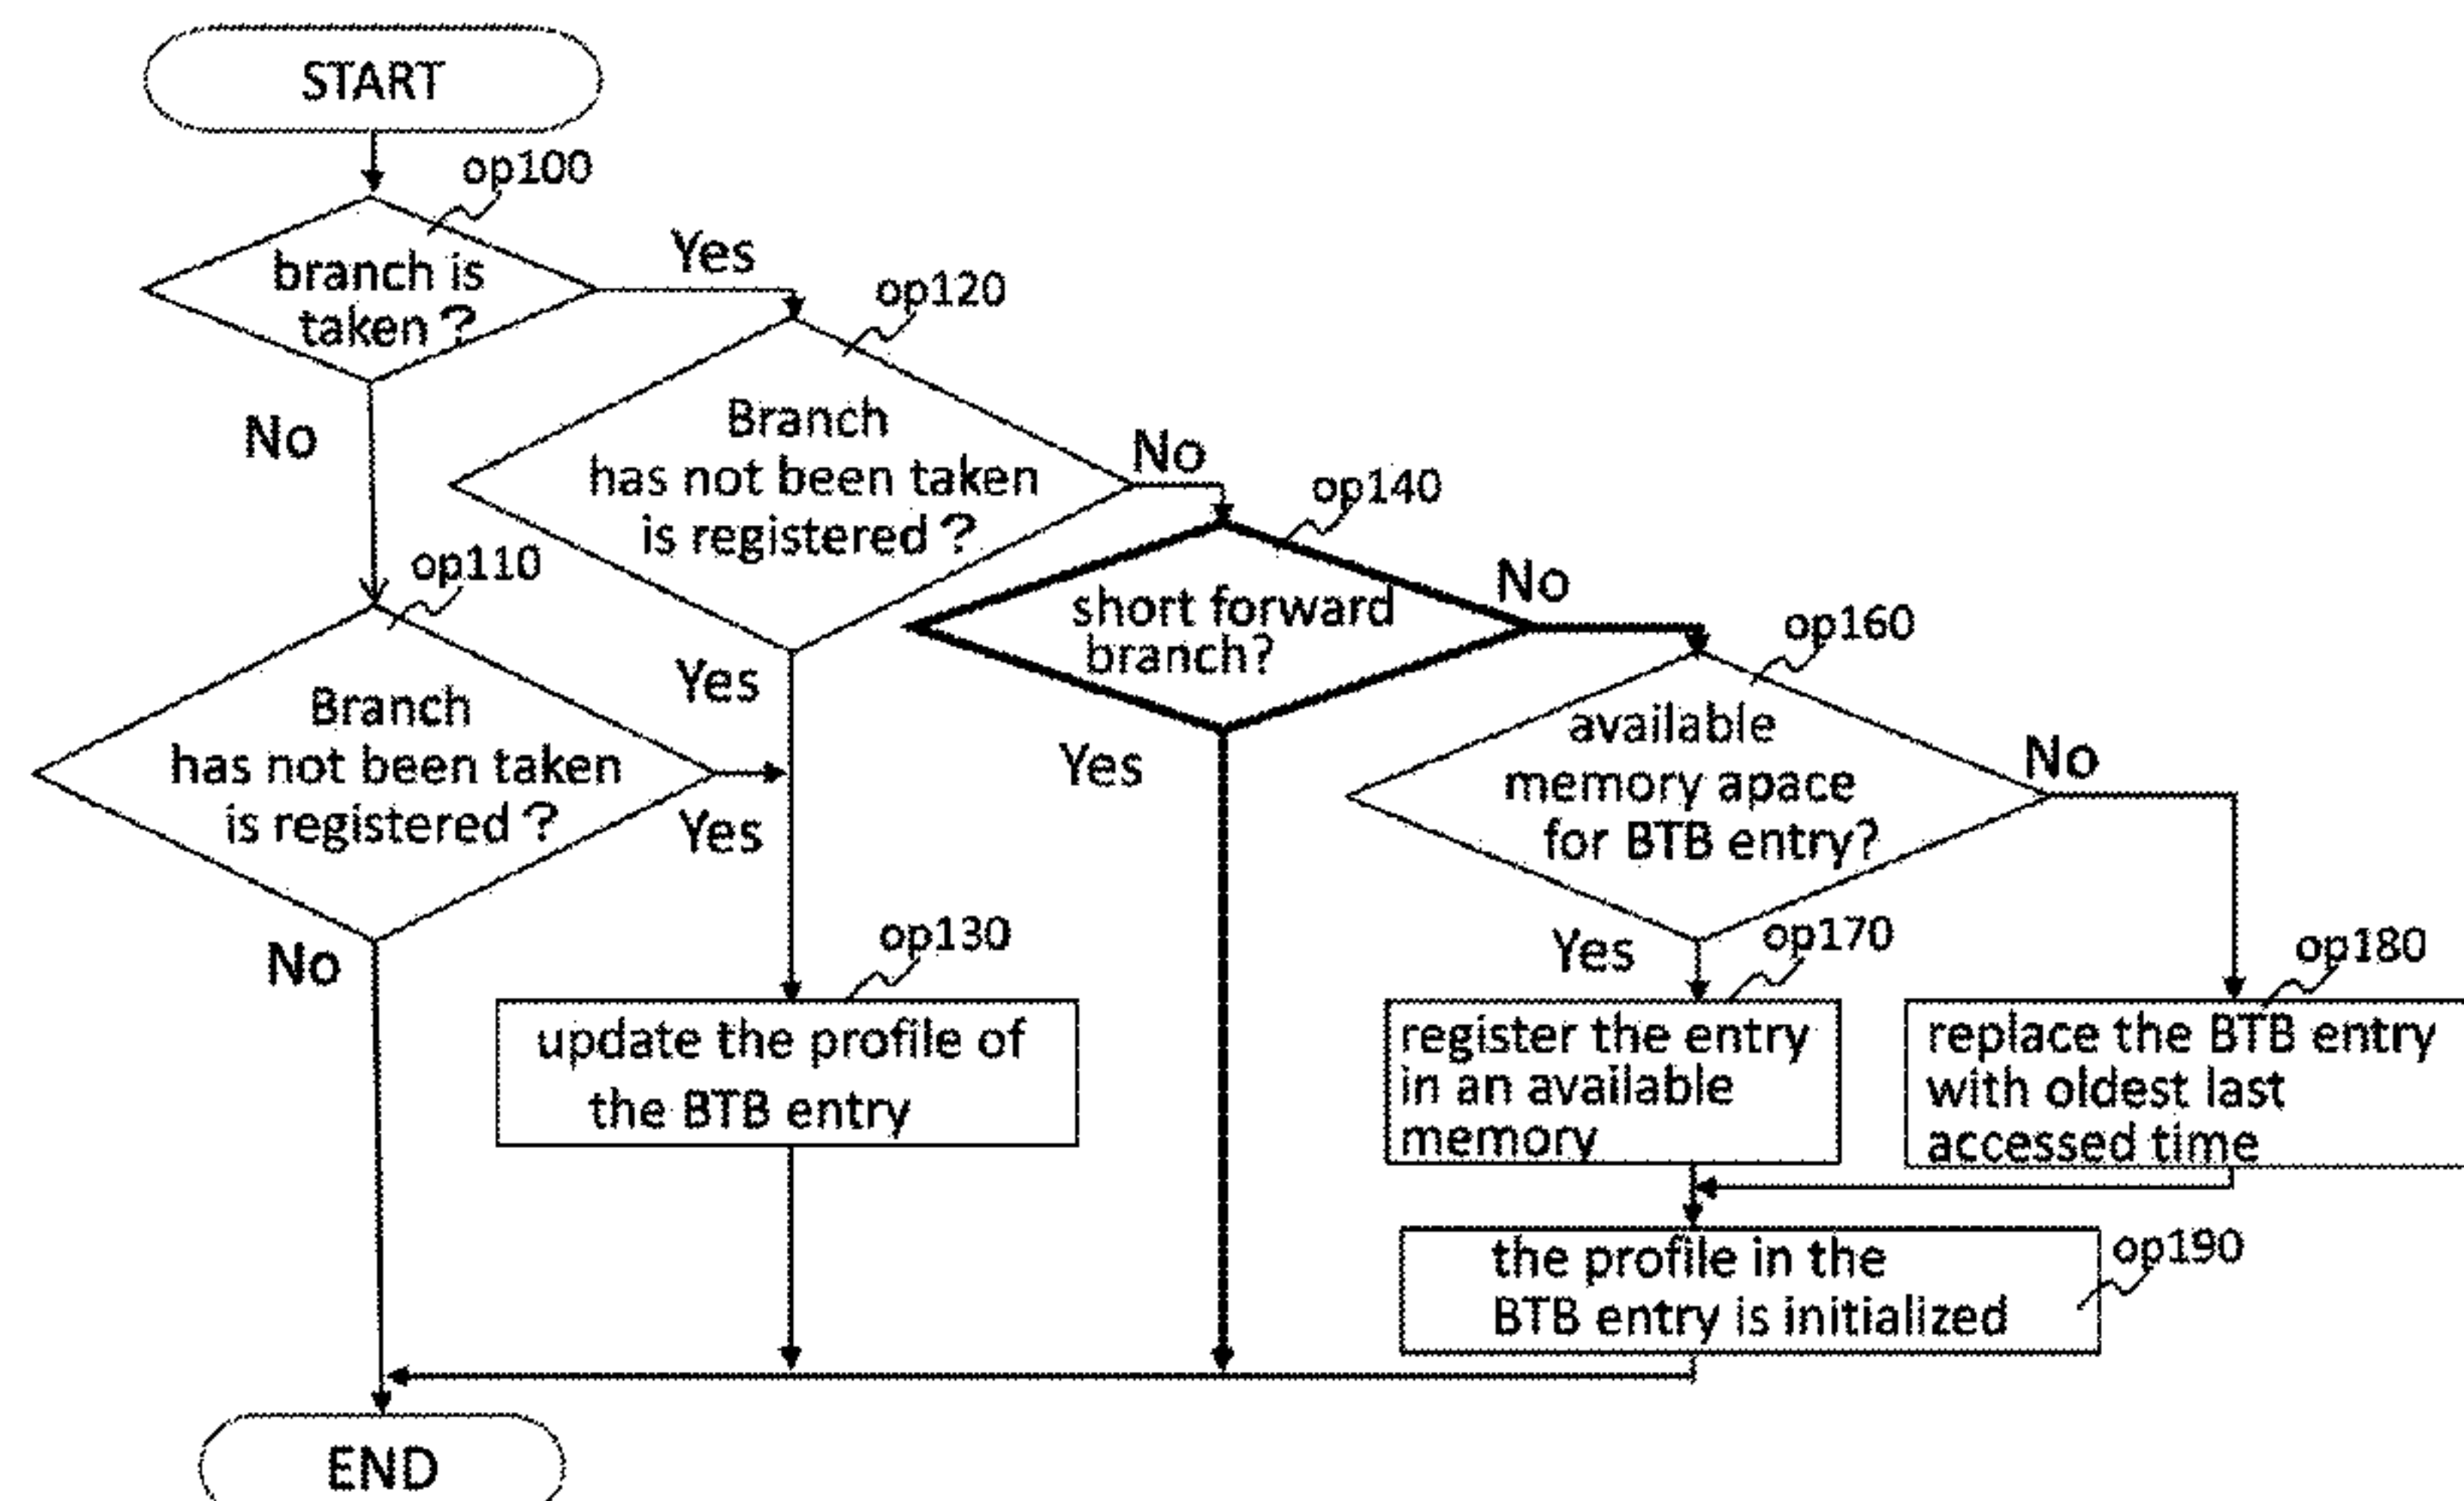 START
op100
branch is
taken ?
Yes
No
op120
Branch
has not been taken
is registered ?
No
Yes
op110
Branch
has not been taken
is registered ?
Yes
No
op140
short forward
branch?
No
Yes
op160
available
memory apace
for BTB entry?
No
Yes
op130
update the profile of
the BTB entry
op170
register the entry
in an available
memory
op180
replace the BTB entry
with oldest last
accessed time
op190
the profile in the
BTB entry is initialized
END